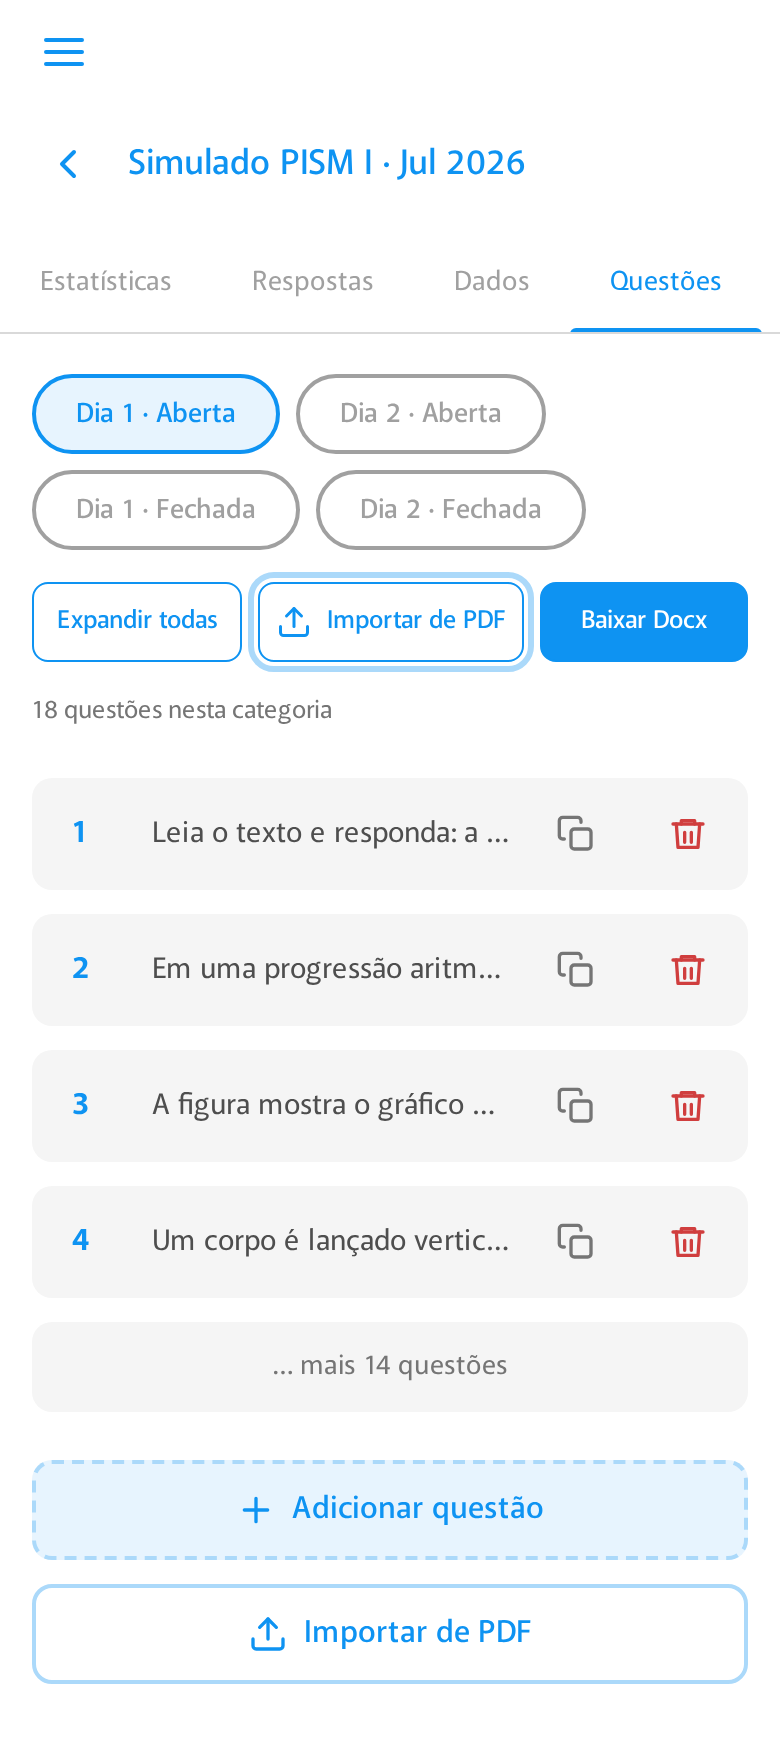 Simulado PISM I · Jul 2026
Estatísticas Respostas Dados Questões
Dia 1 · Aberta Dia 2 · Aberta
Dia 1 · Fechada Dia 2 · Fechada
Expandir todas Importar de PDF Baixar Docx
18 questões nesta categoria
1 Leia o texto e responda: a ...
2 Em uma progressão aritm...
3 A figura mostra o gráfico ...
4 Um corpo é lançado vertic...
... mais 14 questões
Adicionar questão
Importar de PDF